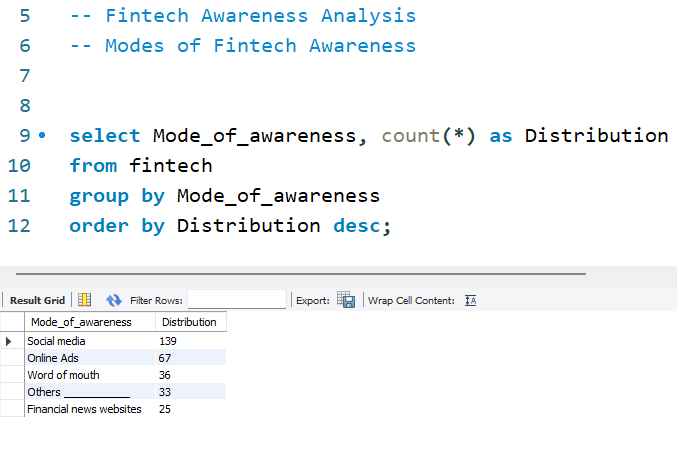 5 -- Fintech Awareness Analysis
6 -- Modes of Fintech Awareness
7
8
9 select Mode_of_awareness, count(*) as Distribution
10 from fintech
11 group by Mode_of_awareness
12 order by Distribution desc;
Result Grid Filter Rows: Export: Wrap Cell Content: IA
Mode_of_awareness Distribution
Social media 139
Online Ads 67
Word of mouth 36
Others ___________ 33
Financial news websites 25